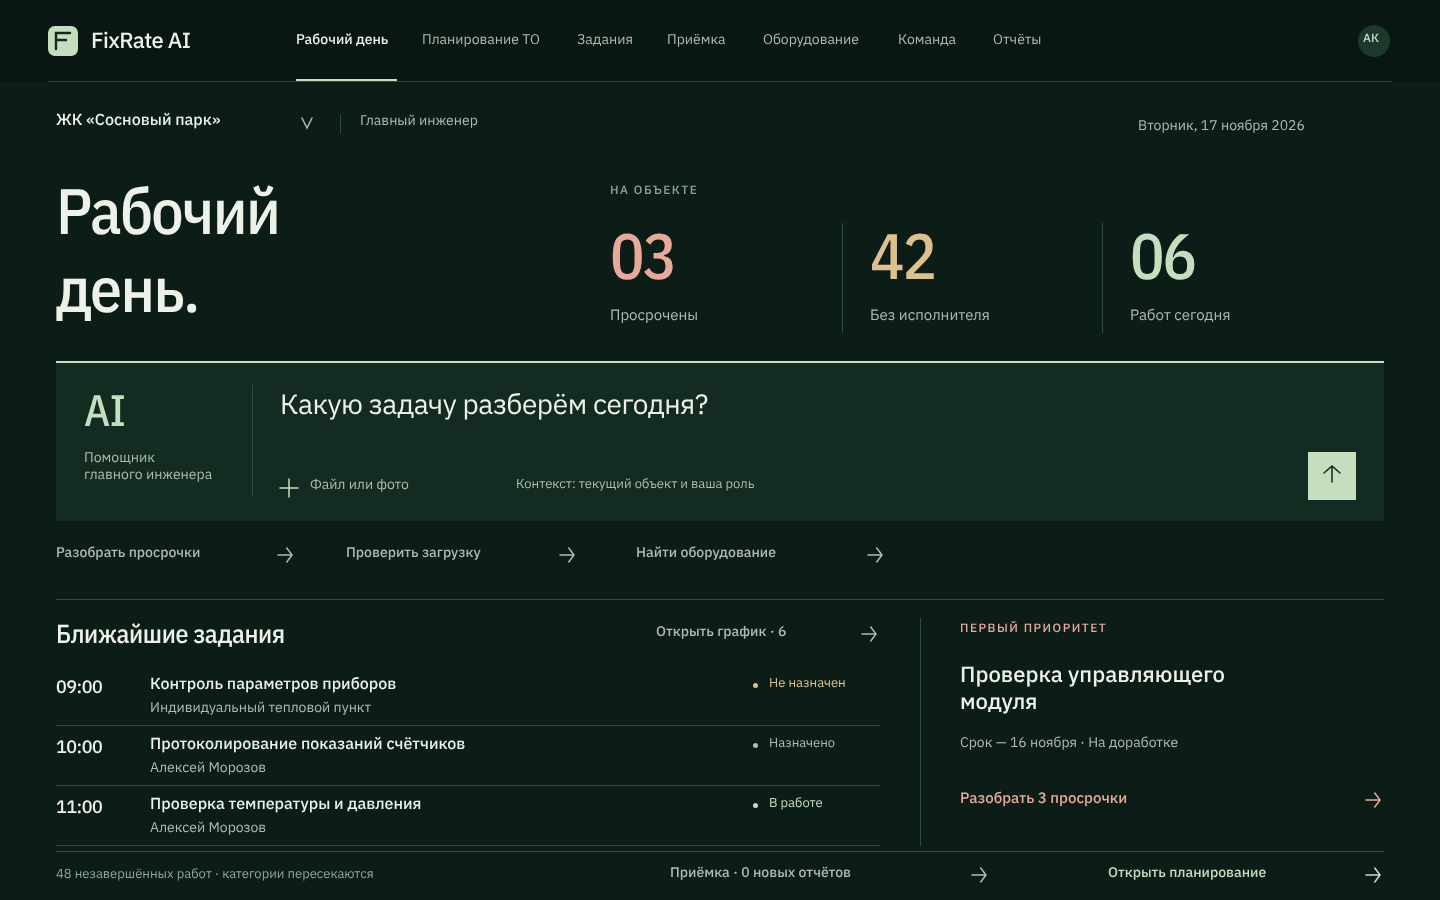 FixRate AI
Рабочий день
Планирование ТО
Задания
Приёмка
Оборудование
Команда
Отчёты
АК
ЖК «Сосновый парк»
Главный инженер
Вторник, 17 ноября 2026
Рабочий
день.
НА ОБЪЕКТЕ
03
Просрочены
42
Без исполнителя
06
Работ сегодня
AI
Помощник
главного инженера
Какую задачу разберём сегодня?
Файл или фото
Контекст: текущий объект и ваша роль
Разобрать просрочки
Проверить загрузку
Найти оборудование
Ближайшие задания
Открыть график · 6
09:00
Контроль параметров приборов
Индивидуальный тепловой пункт
Не назначен
10:00
Протоколирование показаний счётчиков
Алексей Морозов
Назначено
11:00
Проверка температуры и давления
Алексей Морозов
В работе
ПЕРВЫЙ ПРИОРИТЕТ
Проверка управляющего
модуля
Срок — 16 ноября · На доработке
Разобрать 3 просрочки
48 незавершённых работ · категории пересекаются
Приёмка · 0 новых отчётов
Открыть планирование